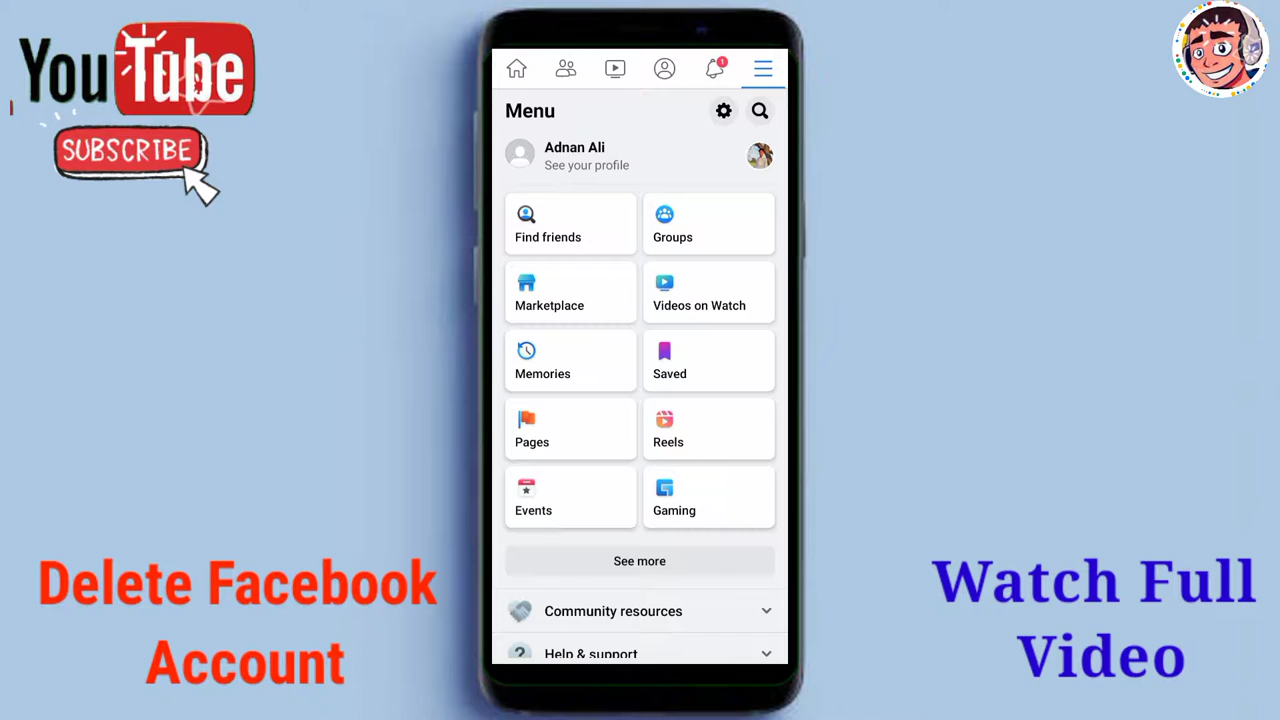 YouTube
SUBSCRIBE
1
Menu
Adnan Ali
See your profile
Find friends
Groups
Marketplace
Videos on Watch
Memories
Saved
Pages
Reels
Events
Gaming
See more
Community resources
Help & support
Delete Facebook
Account
Watch Full
Video